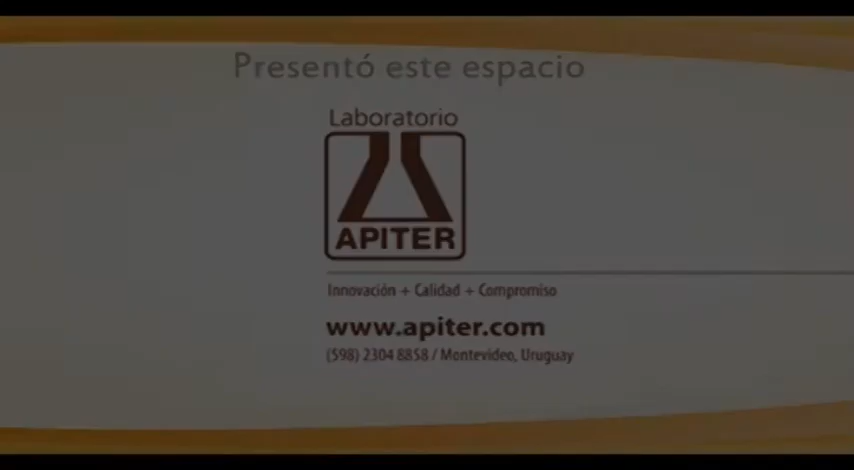 Presentó este espacio
Laboratorio
APITER
Innovación + Calidad + Compromiso
www.apiter.com
(598) 2304 8858 / Montevideo, Uruguay